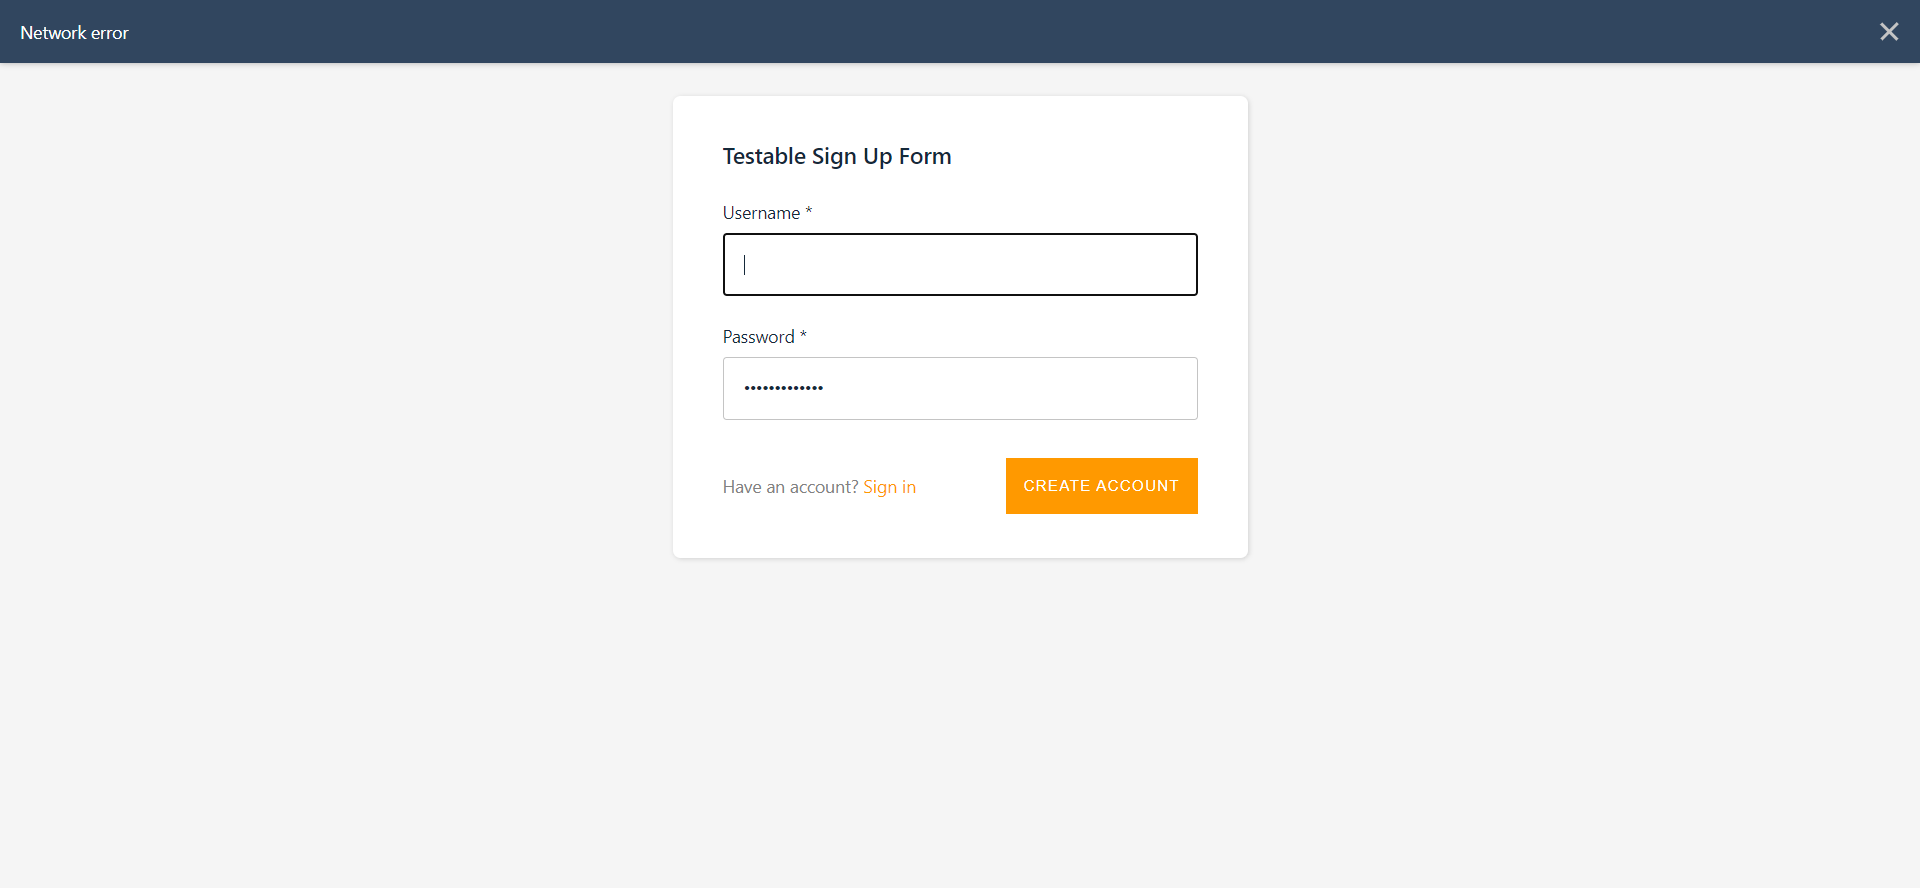 Network error
Testable Sign Up Form
Username *
Password *
•••••••••••••
Have an account? Sign in
CREATE ACCOUNT